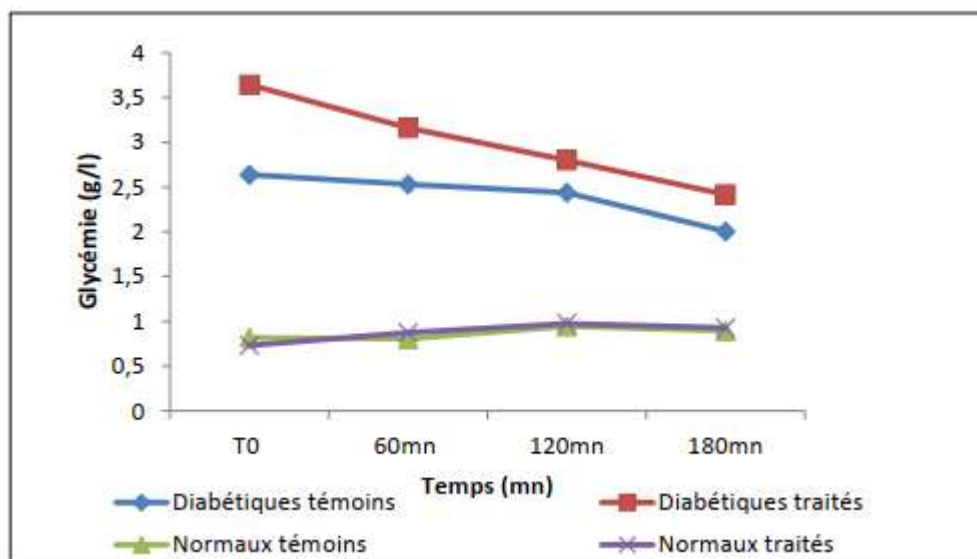 4
3,5
3
2,5
2
1,5
1
0,5
0
Glycémie (g/l)
T0 60mn 120mn 180mn
Temps (mn)
Diabétiques témoins Diabétiques traités
Normaux témoins Normaux traités